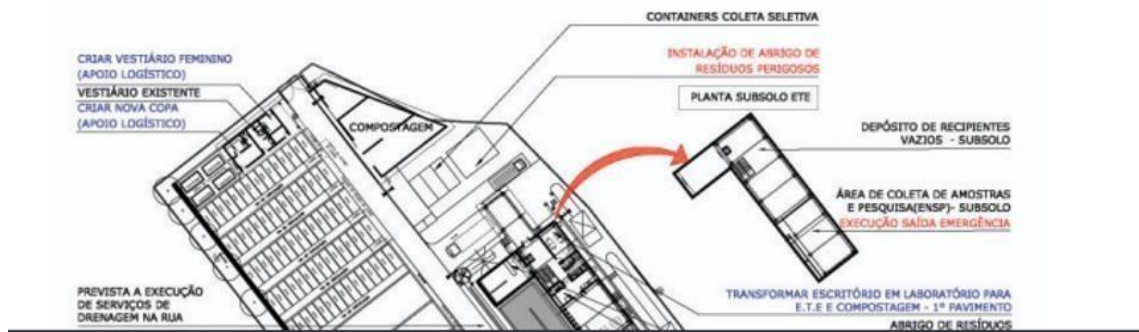 CONTAINERS COLETA SELETIVA
CRIAR VESTIÁRIO FEMININO
(APOIO LOGÍSTICO)
VESTIÁRIO EXISTENTE
CRIAR NOVA COPA
(APOIO LOGÍSTICO)
INSTALAÇÃO DE ABRIGO DE
RESÍDUOS PERIGOSOS
PLANTA SUBSOLO ETE
COMPOSTAGEM
DEPÓSITO DE RECIPIENTES
VAZIOS - SUBSOLO
ÁREA DE COLETA DE AMOSTRAS
E PESQUISA(ENSP)- SUBSOLO
EXECUÇÃO SAÍDA EMERGÊNCIA
PREVISTA A EXECUÇÃO
DE SERVIÇOS DE
DRENAGEM NA RUA
TRANSFORMAR ESCRITÓRIO EM LABORATÓRIO PARA
E.T.E E COMPOSTAGEM - 1º PAVIMENTO
ABRIGO DE RESÍDUOS